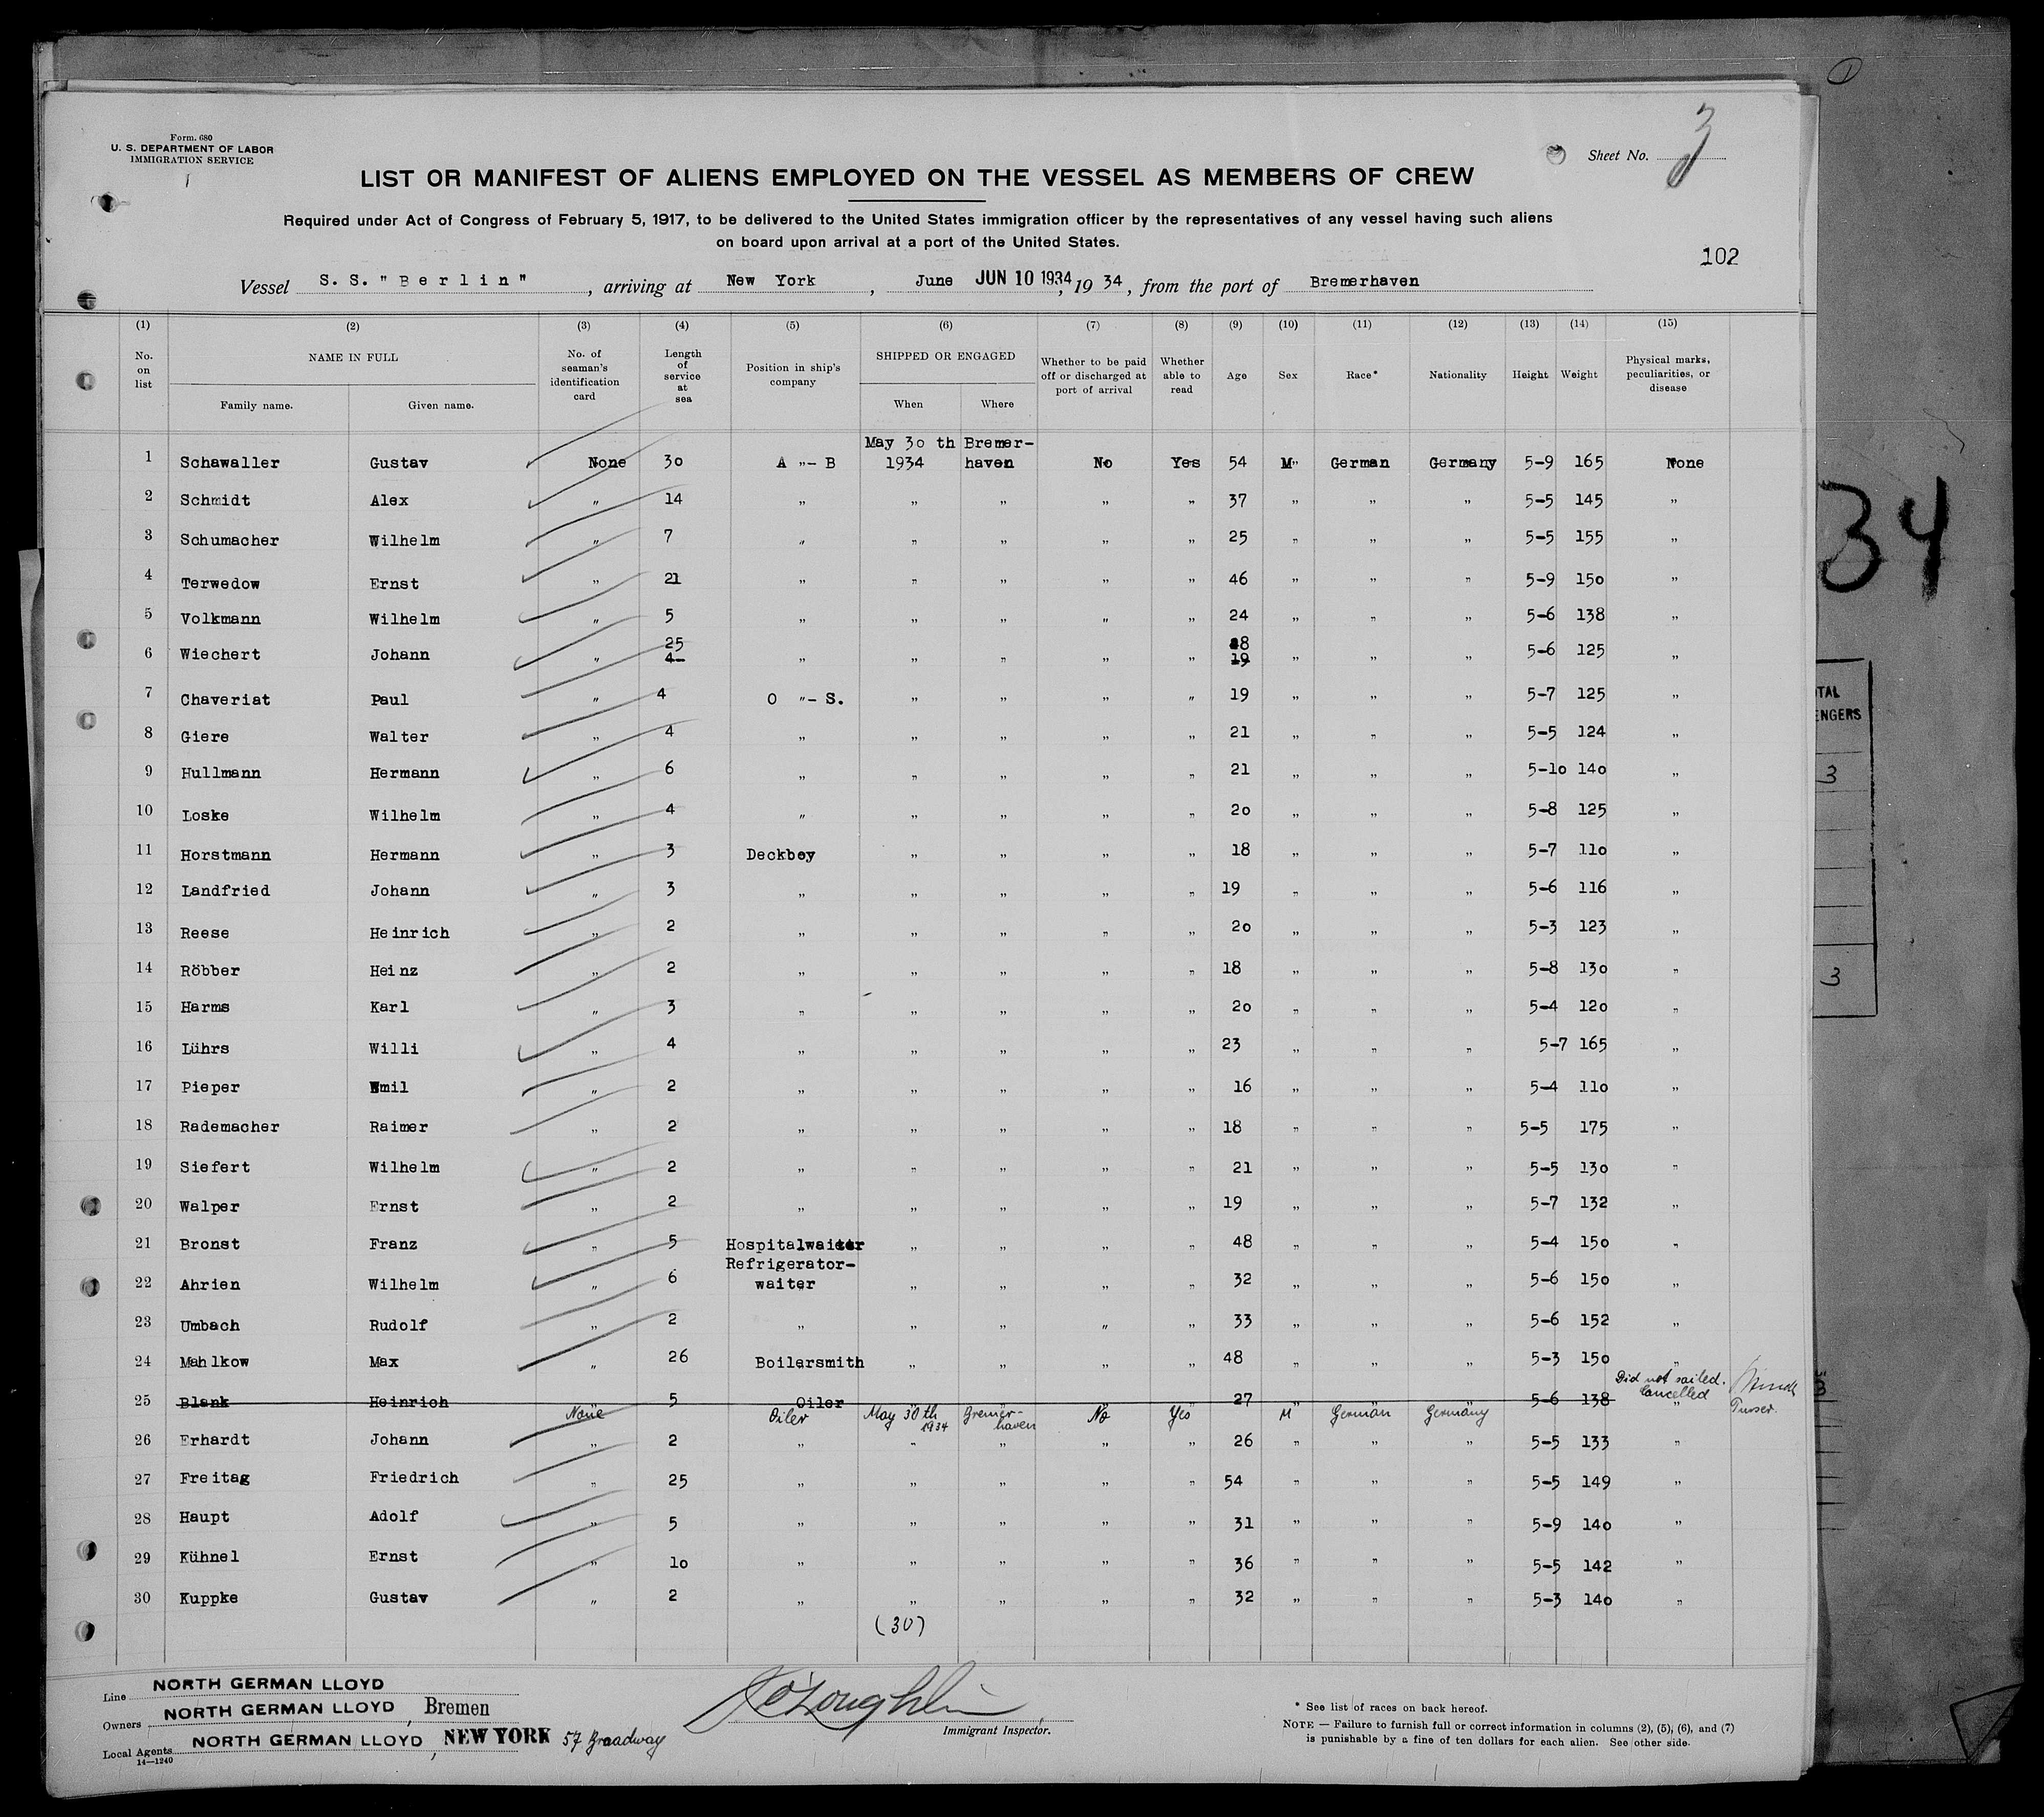 Form. 680
U. S. DEPARTMENT OF LABOR
IMMIGRATION SERVICE
Sheet No. 3
LIST OR MANIFEST OF ALIENS EMPLOYED ON THE VESSEL AS MEMBERS OF CREW
Required under Act of Congress of February 5, 1917, to be delivered to the United States immigration officer by the representatives of any vessel having such aliens
on board upon arrival at a port of the United States.
102
Vessel S. S. "Berlin", arriving at New York, June JUN 10 1934, 19 34, from the port of Bremerhaven
(1) (2) (3) (4) (5) (6) (7) (8) (9) (10) (11) (12) (13) (14) (15)
No. on list NAME IN FULL Family name. Given name. No. of seaman's identification card Length of service at sea Position in ship's company SHIPPED OR ENGAGED When Where Whether to be paid off or discharged at port of arrival Whether able to read Age Sex Race* Nationality Height Weight Physical marks, peculiarities, or disease
1 Schawaller Gustav None 30 A „- B May 30 th 1934 Bremer-haven No Yes 54 M„ German Germany 5-9 165 None
2 Schmidt Alex „ 14 „ „ „ „ „ 37 „ „ „ 5-5 145 „
3 Schumacher Wilhelm „ 7 „ „ „ „ „ 25 „ „ „ 5-5 155 „
4 Terwedow Ernst „ 21 „ „ „ „ „ 46 „ „ „ 5-9 150 „
5 Volkmann Wilhelm „ 5 „ „ „ „ „ 24 „ „ „ 5-6 138 „
6 Wiechert Johann „ 25 4 „ „ „ „ „ 48 19 „ „ „ 5-6 125 „
7 Chaveriat Paul „ 4 O „- S. „ „ „ „ 19 „ „ „ 5-7 125 „
8 Giere Walter „ 4 „ „ „ „ „ 21 „ „ „ 5-5 124 „
9 Hullmann Hermann „ 6 „ „ „ „ „ 21 „ „ „ 5-10 140 „
10 Loske Wilhelm „ 4 „ „ „ „ „ 20 „ „ „ 5-8 125 „
11 Horstmann Hermann „ 3 Deckboy „ „ „ „ 18 „ „ „ 5-7 110 „
12 Landfried Johann „ 3 „ „ „ „ „ 19 „ „ „ 5-6 116 „
13 Reese Heinrich „ 2 „ „ „ „ „ 20 „ „ „ 5-3 123 „
14 Röbber Heinz „ 2 „ „ „ „ „ 18 „ „ „ 5-8 130 „
15 Harms Karl „ 3 „ „ „ „ „ 20 „ „ „ 5-4 120 „
16 Lührs Willi „ 4 „ „ „ „ „ 23 „ „ „ 5-7 165 „
17 Pieper Emil „ 2 „ „ „ „ „ 16 „ „ „ 5-4 110 „
18 Rademacher Raimer „ 2 „ „ „ „ „ 18 „ „ „ 5-5 175 „
19 Siefert Wilhelm „ 2 „ „ „ „ „ 21 „ „ „ 5-5 130 „
20 Walper Ernst „ 2 „ „ „ „ „ 19 „ „ „ 5-7 132 „
21 Bronst Franz „ 5 Hospitalwaiter „ „ „ „ 48 „ „ „ 5-4 150 „
22 Ahrien Wilhelm „ 6 Refrigerator-waiter „ „ „ „ 32 „ „ „ 5-6 150 „
23 Umbach Rudolf „ 2 „ „ „ „ „ 33 „ „ „ 5-6 152 „
24 Mahlkow Max „ 26 Boilersmith „ „ „ „ 48 „ „ „ 5-3 150 „
25 Blank Heinrich „ 5 Oiler „ „ „ „ 27 „ „ „ 5-6 138 „ Did not sailed. Cancelled Purser.
None Oiler May 30th 1934 Bremer-haven No Yes M German Germany
26 Erhardt Johann „ 2 „ „ „ „ „ 26 „ „ „ 5-5 133 „
27 Freitag Friedrich „ 25 „ „ „ „ „ 54 „ „ „ 5-5 149 „
28 Haupt Adolf „ 5 „ „ „ „ „ 31 „ „ „ 5-9 140 „
29 Kühnel Ernst „ 10 „ „ „ „ „ 36 „ „ „ 5-5 142 „
30 Kuppke Gustav „ 2 „ „ „ „ „ 32 „ „ „ 5-3 140 „
(30)
Line NORTH GERMAN LLOYD
Owners NORTH GERMAN LLOYD, Bremen
Local Agents NORTH GERMAN LLOYD, NEW YORK 57 Broadway
14—1240
O'Loughlin
Immigrant Inspector.
* See list of races on back hereof.
NOTE — Failure to furnish full or correct information in columns (2), (5), (6), and (7)
is punishable by a fine of ten dollars for each alien. See other side.
34
3
3